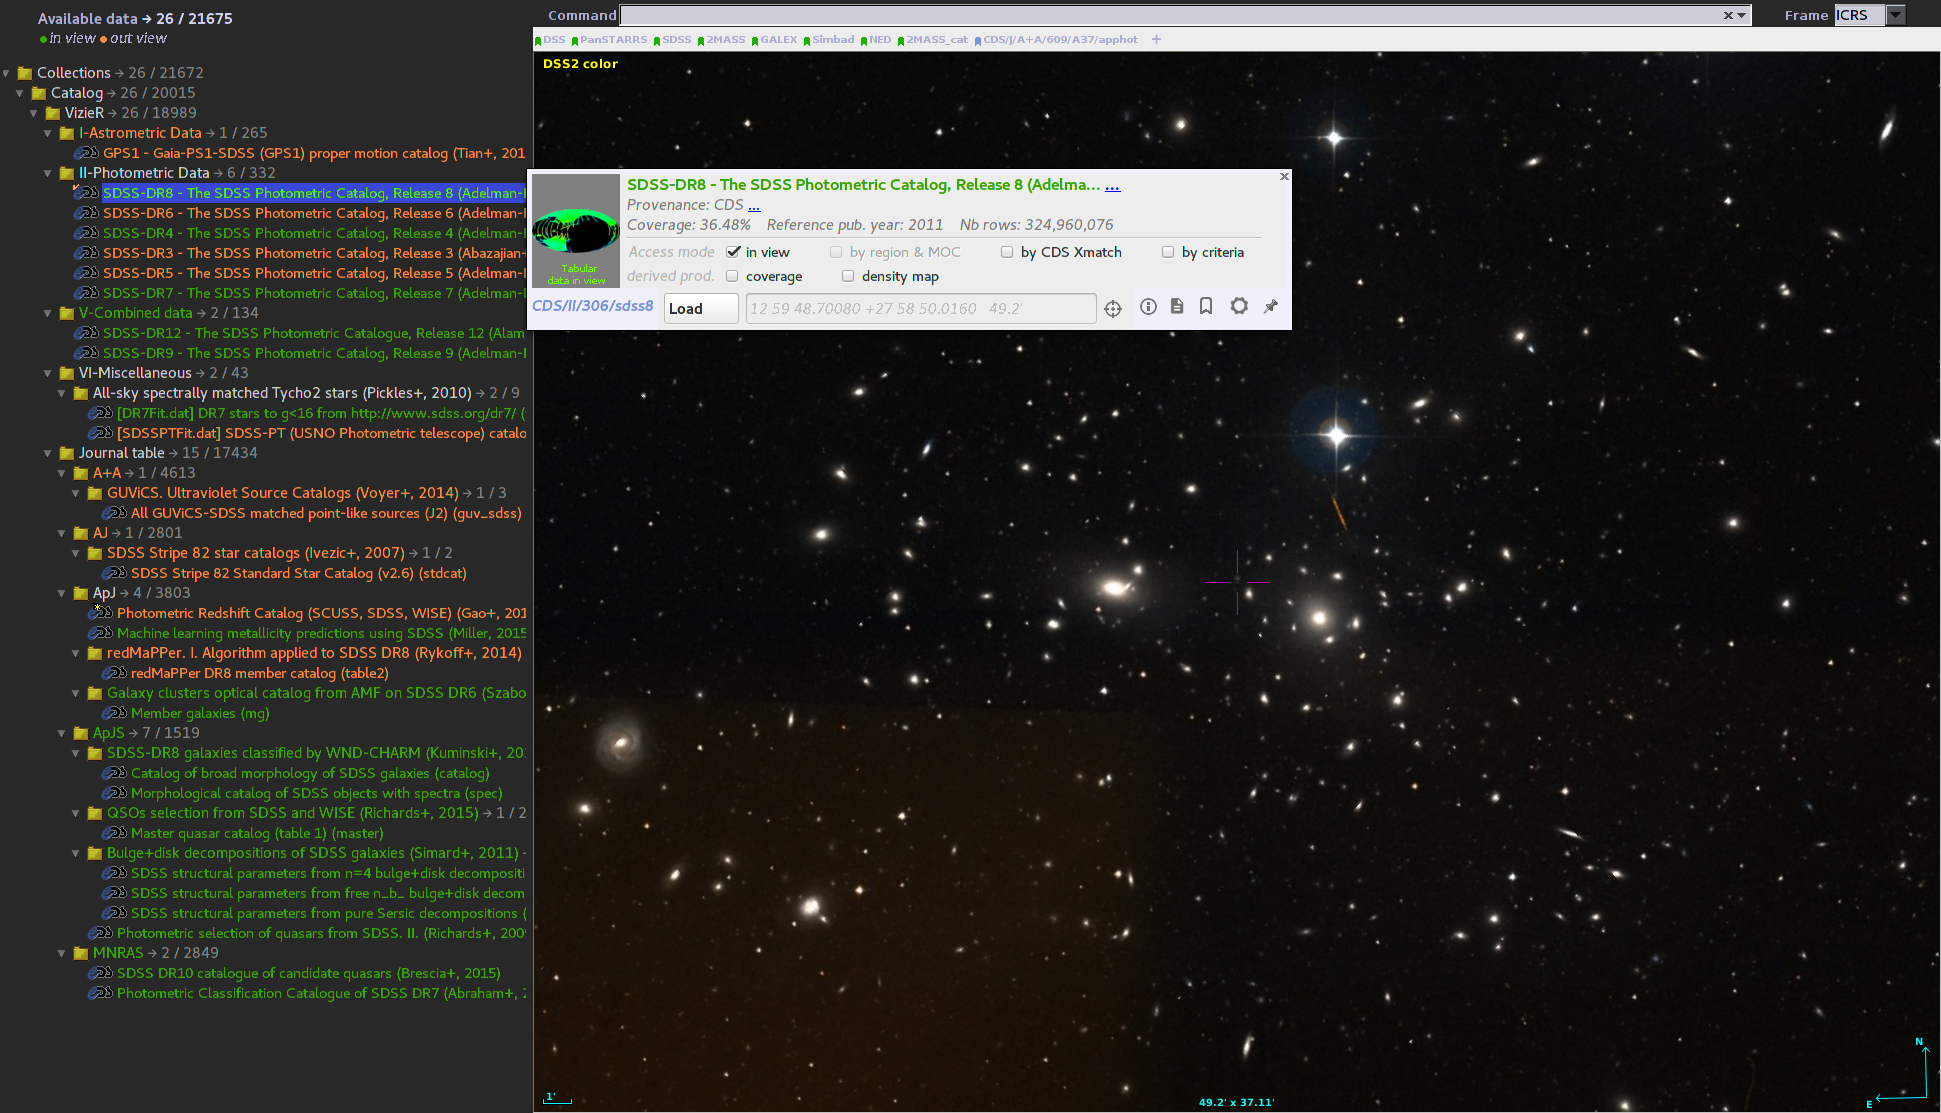 Available data → 26 / 21675
in view out view
Collections → 26 / 21672
Catalog → 26 / 20015
VizieR → 26 / 18989
I-Astrometric Data → 1 / 265
GPS1 - Gaia-PS1-SDSS (GPS1) proper motion catalog (Tian+, 201
II-Photometric Data → 6 / 332
SDSS-DR8 - The SDSS Photometric Catalog, Release 8 (Adelman-
SDSS-DR6 - The SDSS Photometric Catalog, Release 6 (Adelman-
SDSS-DR4 - The SDSS Photometric Catalog, Release 4 (Adelman-
SDSS-DR3 - The SDSS Photometric Catalog, Release 3 (Abazajian+
SDSS-DR5 - The SDSS Photometric Catalog, Release 5 (Adelman-
SDSS-DR7 - The SDSS Photometric Catalog, Release 7 (Adelman-
V-Combined data → 2 / 134
SDSS-DR12 - The SDSS Photometric Catalogue, Release 12 (Alam
SDSS-DR9 - The SDSS Photometric Catalog, Release 9 (Adelman-
VI-Miscellaneous → 2 / 43
All-sky spectrally matched Tycho2 stars (Pickles+, 2010) → 2 / 9
[DR7Fit.dat] DR7 stars to g<16 from http://www.sdss.org/dr7/ (
[SDSSPTFit.dat] SDSS-PT (USNO Photometric telescope) catalo
Journal table → 15 / 17434
A+A → 1 / 4613
GUViCS. Ultraviolet Source Catalogs (Voyer+, 2014) → 1 / 3
All GUViCS-SDSS matched point-like sources (J2) (guv_sdss)
AJ → 1 / 2801
SDSS Stripe 82 star catalogs (Ivezic+, 2007) → 1 / 2
SDSS Stripe 82 Standard Star Catalog (v2.6) (stdcat)
ApJ → 4 / 3803
Photometric Redshift Catalog (SCUSS, SDSS, WISE) (Gao+, 201
Machine learning metallicity predictions using SDSS (Miller, 2015
redMaPPer. I. Algorithm applied to SDSS DR8 (Rykoff+, 2014)
redMaPPer DR8 member catalog (table2)
Galaxy clusters optical catalog from AMF on SDSS DR6 (Szabo
Member galaxies (mg)
ApJS → 7 / 1519
SDSS-DR8 galaxies classified by WND-CHARM (Kuminski+, 20
Catalog of broad morphology of SDSS galaxies (catalog)
Morphological catalog of SDSS objects with spectra (spec)
QSOs selection from SDSS and WISE (Richards+, 2015) → 1 / 2
Master quasar catalog (table 1) (master)
Bulge+disk decompositions of SDSS galaxies (Simard+, 2011) -
SDSS structural parameters from n=4 bulge+disk decompositi
SDSS structural parameters from free n_b_ bulge+disk decom
SDSS structural parameters from pure Sersic decompositions (
Photometric selection of quasars from SDSS. II. (Richards+, 200
MNRAS → 2 / 2849
SDSS DR10 catalogue of candidate quasars (Brescia+, 2015)
Photometric Classification Catalogue of SDSS DR7 (Abraham+, 2
Command
Frame ICRS
DSS PanSTARRS SDSS 2MASS GALEX Simbad NED 2MASS_cat CDS/J/A+A/609/A37/apphot +
DSS2 color
SDSS-DR8 - The SDSS Photometric Catalog, Release 8 (Adelma... ...
Provenance: CDS ...
Coverage: 36.48% Reference pub. year: 2011 Nb rows: 324,960,076
Access mode in view by region & MOC by CDS Xmatch by criteria
derived prod. coverage density map
Tabular
data in view
CDS/II/306/sdss8 Load 12 59 48.70080 +27 58 50.0160 49.2'
N
E
1'
49.2' x 37.11'